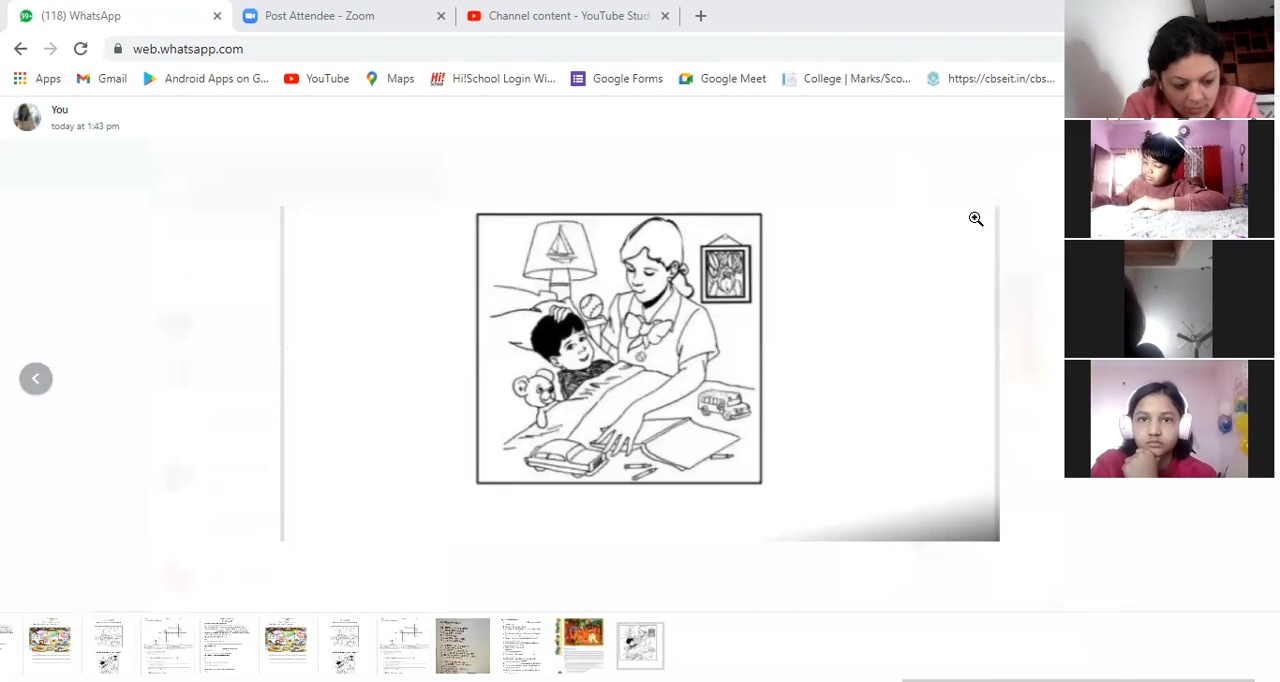 99+ (118) WhatsApp
Post Attendee - Zoom
Channel content - YouTube Stud
web.whatsapp.com
Apps
Gmail
Android Apps on G...
YouTube
Maps
Hi! Hi!School Login Wi...
Google Forms
Google Meet
College | Marks/Sco...
https://cbseit.in/cbs...
You
today at 1:43 pm